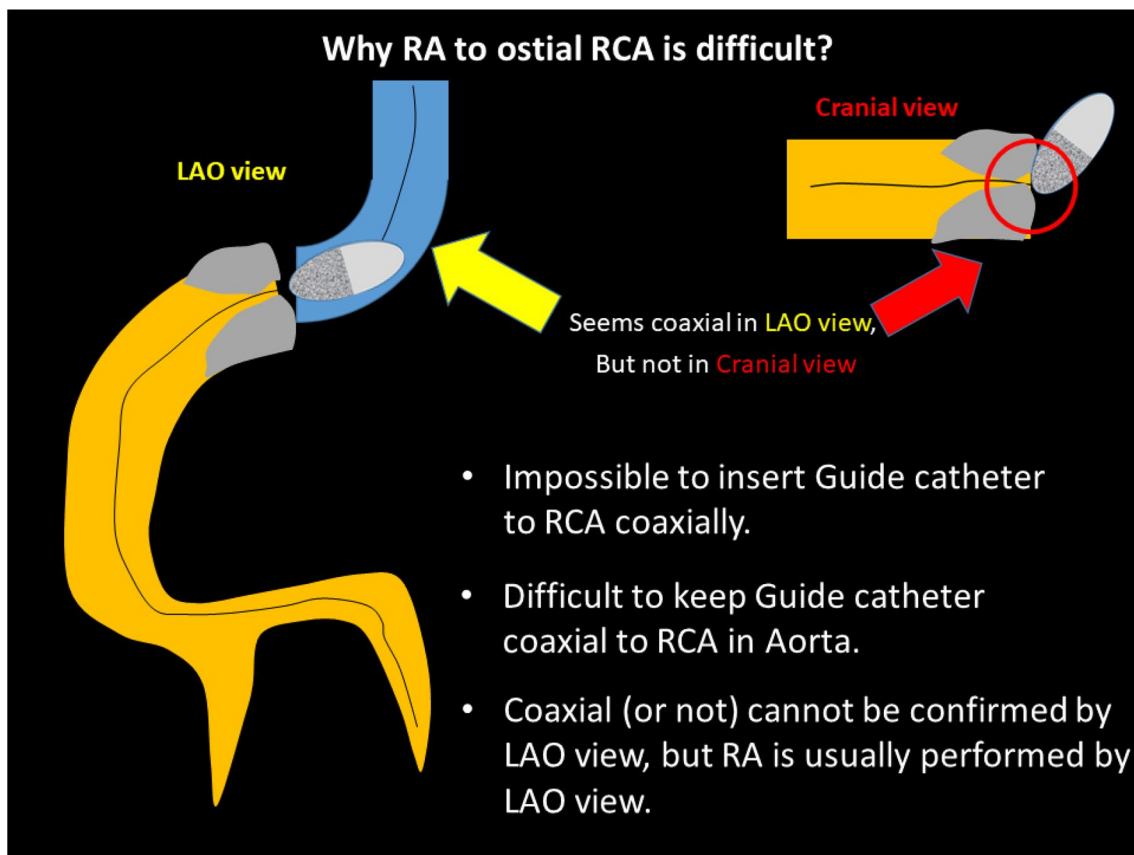 Why RA to ostial RCA is difficult?
Cranial view
LAO view
Seems coaxial in LAO view,
But not in Cranial view
• Impossible to insert Guide catheter
to RCA coaxially.
• Difficult to keep Guide catheter
coaxial to RCA in Aorta.
• Coaxial (or not) cannot be confirmed by
LAO view, but RA is usually performed by
LAO view.